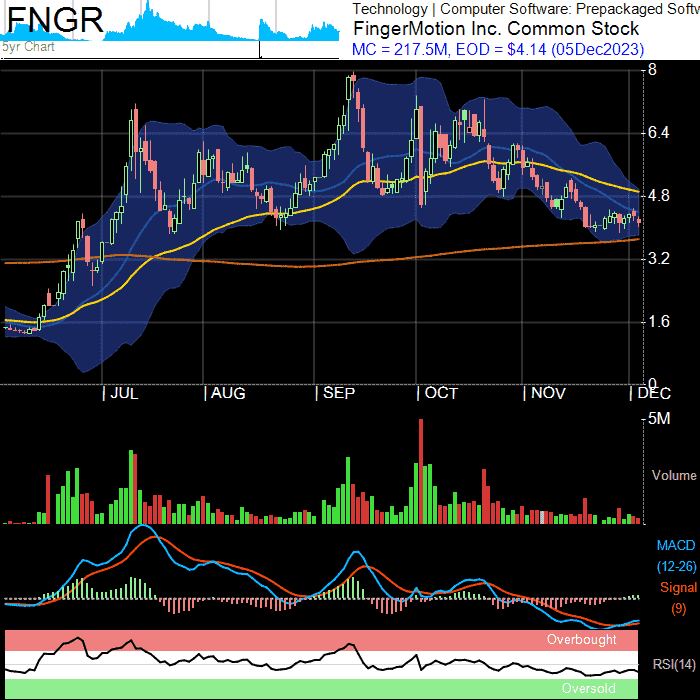 FNGR
5yr Chart
Technology | Computer Software: Prepackaged Softw
FingerMotion Inc. Common Stock
MC = 217.5M, EOD = $4.14 (05Dec2023)
8
6.4
4.8
3.2
1.6
0
JUL AUG SEP OCT NOV DEC
5M
Volume
MACD
(12-26)
Signal
(9)
Overbought
RSI(14)
Oversold